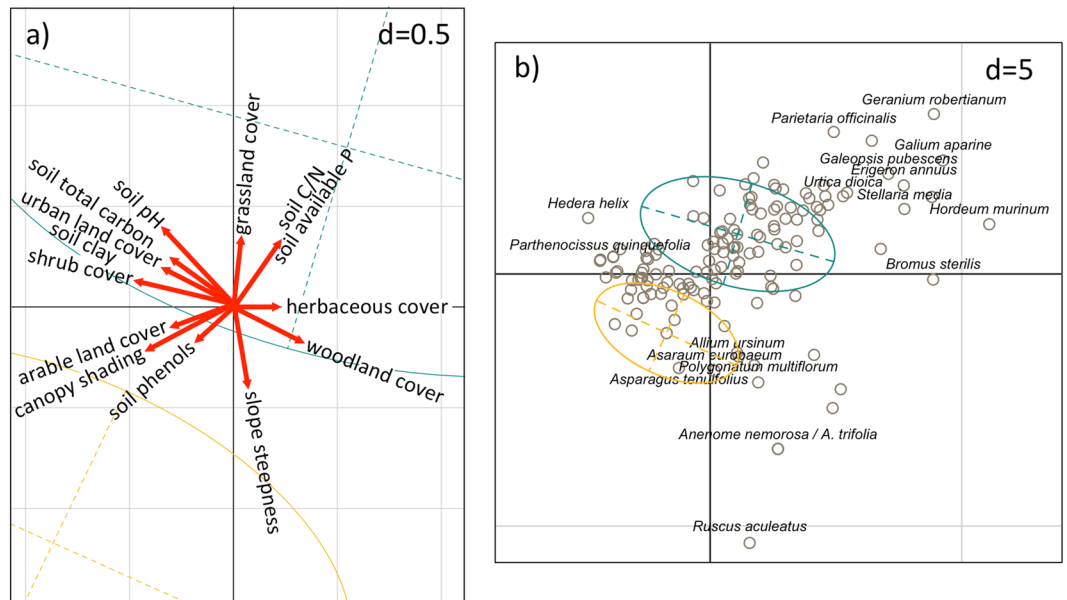 a)
d=0.5
grassland cover
soil C/N
soil available P
soil pH
soil total carbon
urban land cover
soil clay
shrub cover
herbaceous cover
woodland cover
arable land cover
canopy shading
soil phenols
slope steepness
b)
d=5
Geranium robertianum
Parietaria officinalis
Galium aparine
Galeopsis pubescens
Erigeron annuus
Urtica dioica
Stellaria media
Hedera helix
Hordeum murinum
Parthenocissus quinquefolia
Bromus sterilis
Allium ursinum
Asaraum europaeum
Polygonatum multiflorum
Asparagus tenuifolius
Anenome nemorosa / A. trifolia
Ruscus aculeatus